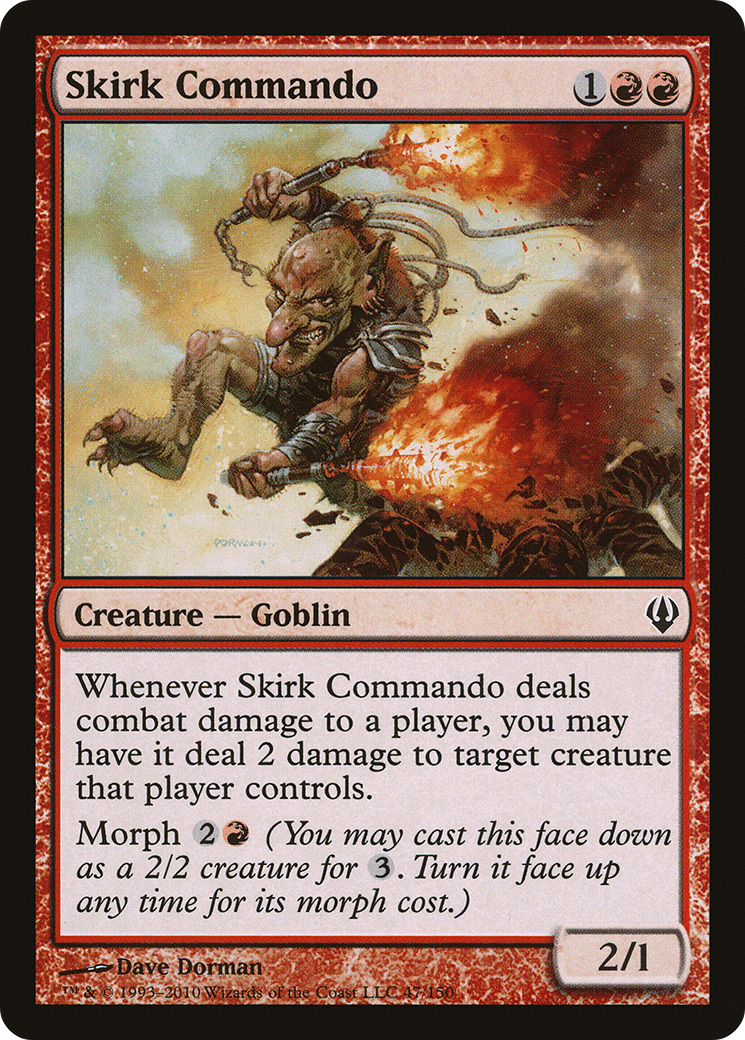 Skirk Commando 1
DORMAN
Creature — Goblin
Whenever Skirk Commando deals
combat damage to a player, you may
have it deal 2 damage to target creature
that player controls.
Morph 2 (You may cast this face down
as a 2/2 creature for 3. Turn it face up
any time for its morph cost.)
2/1
Dave Dorman
™ & © 1993–2010 Wizards of the Coast LLC 47/150